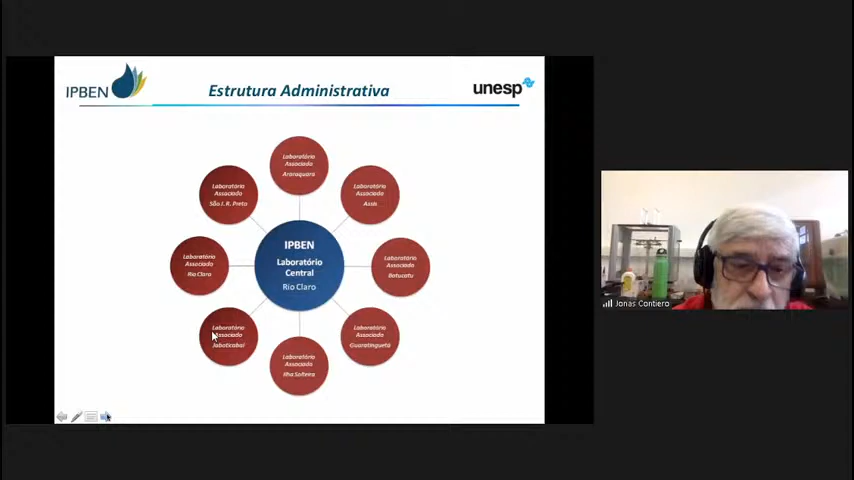 IPBEN
Estrutura Administrativa
unesp
Laboratório
Associado
Araraquara
Laboratório
Associado
São J. R. Preto
Laboratório
Associado
Assis
IPBEN
Laboratório
Central
Rio Claro
Laboratório
Associado
Rio Claro
Laboratório
Associado
Botucatu
Laboratório
Associado
Jaboticabal
Laboratório
Associado
Guaratinguetá
Laboratório
Associado
Ilha Solteira
Jonas Contiero